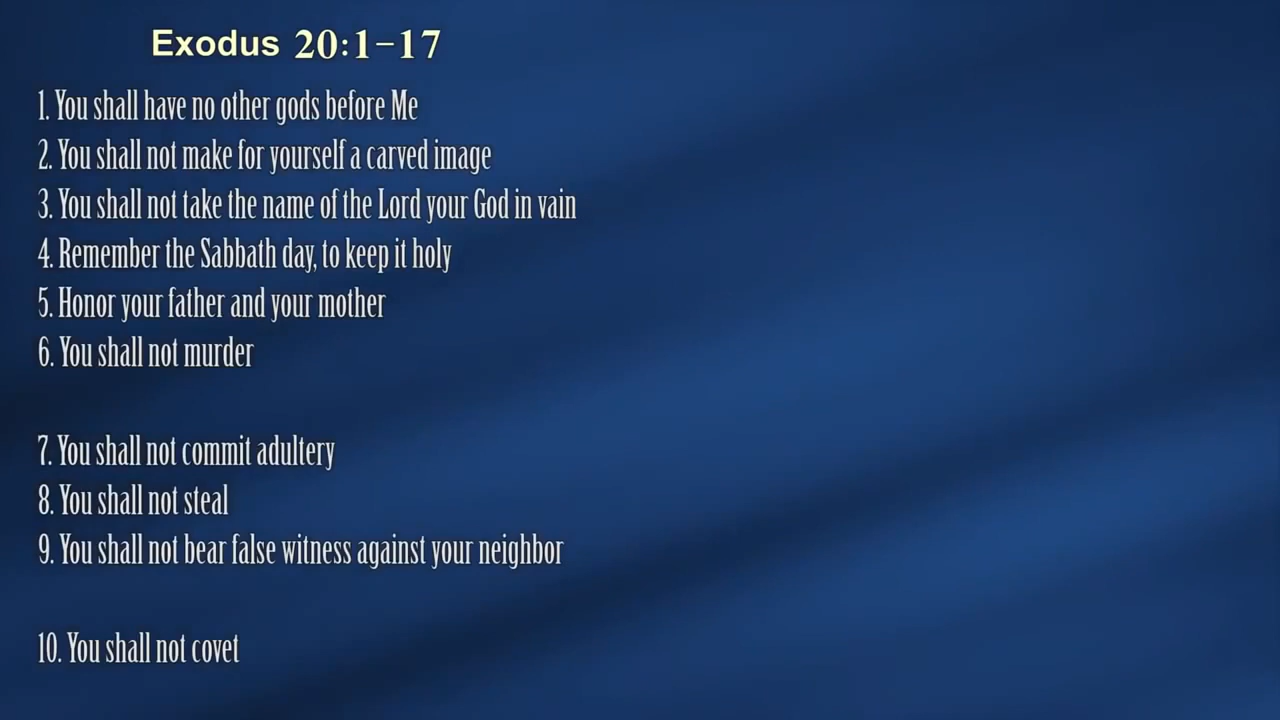 Exodus 20:1-17
1. You shall have no other gods before Me
2. You shall not make for yourself a carved image
3. You shall not take the name of the Lord your God in vain
4. Remember the Sabbath day, to keep it holy
5. Honor your father and your mother
6. You shall not murder
7. You shall not commit adultery
8. You shall not steal
9. You shall not bear false witness against your neighbor
10. You shall not covet